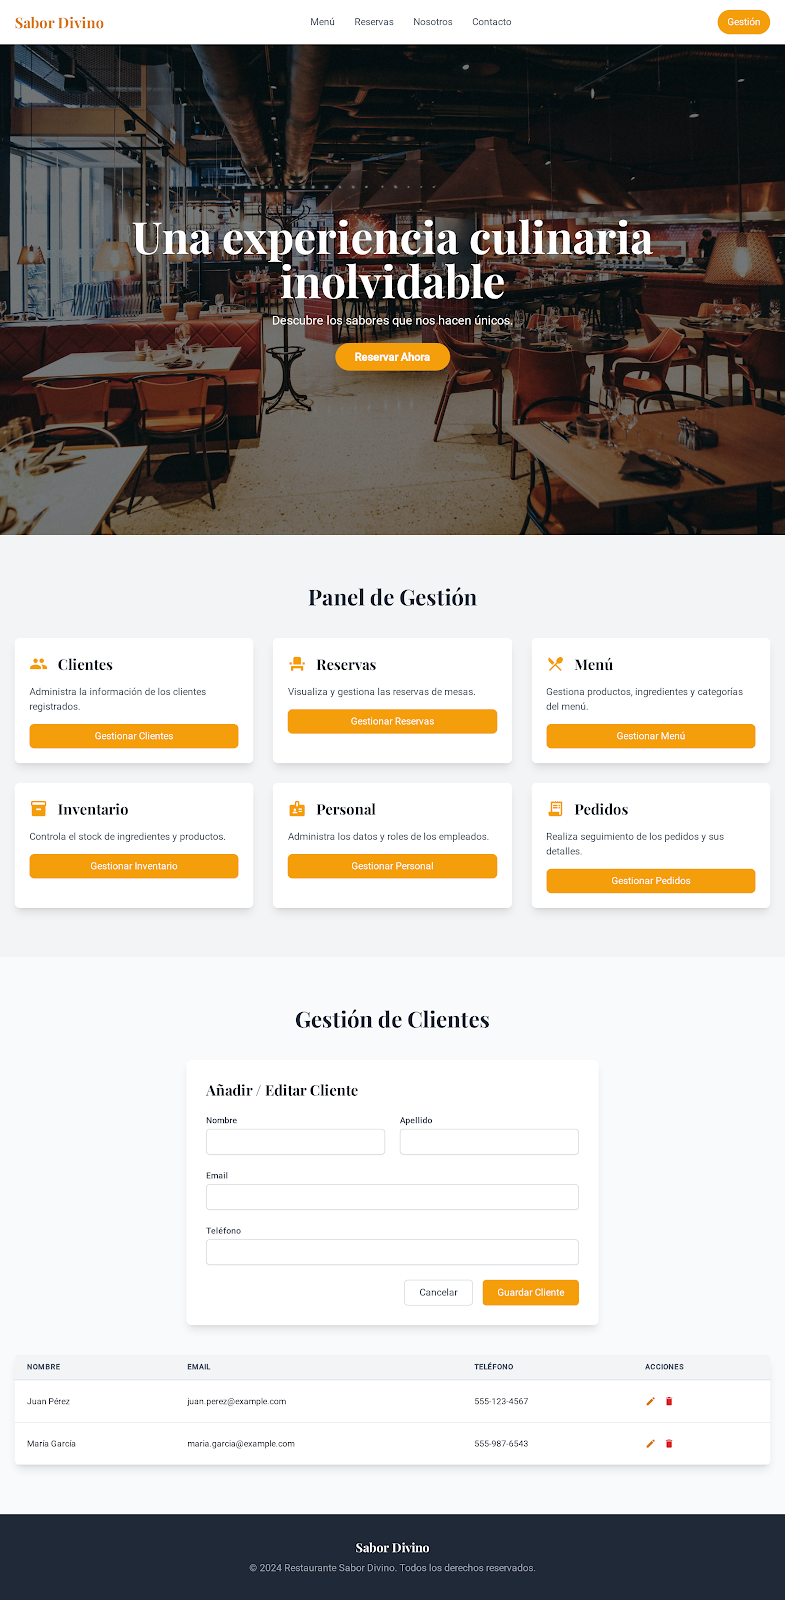 Sabor Divino
Menú
Reservas
Nosotros
Contacto
Gestión
Una experiencia culinaria
inolvidable
Descubre los sabores que nos hacen únicos.
Reservar Ahora
Panel de Gestión
Clientes
Administra la información de los clientes
registrados.
Gestionar Clientes
Reservas
Visualiza y gestiona las reservas de mesas.
Gestionar Reservas
Menú
Gestiona productos, ingredientes y categorías
del menú.
Gestionar Menú
Inventario
Controla el stock de ingredientes y productos.
Gestionar Inventario
Personal
Administra los datos y roles de los empleados.
Gestionar Personal
Pedidos
Realiza seguimiento de los pedidos y sus
detalles.
Gestionar Pedidos
Gestión de Clientes
Añadir / Editar Cliente
Nombre
Apellido
Email
Teléfono
Cancelar
Guardar Cliente
NOMBRE EMAIL TELÉFONO ACCIONES
Juan Pérez juan.perez@example.com 555-123-4567
María García maria.garcia@example.com 555-987-6543
Sabor Divino
© 2024 Restaurante Sabor Divino. Todos los derechos reservados.